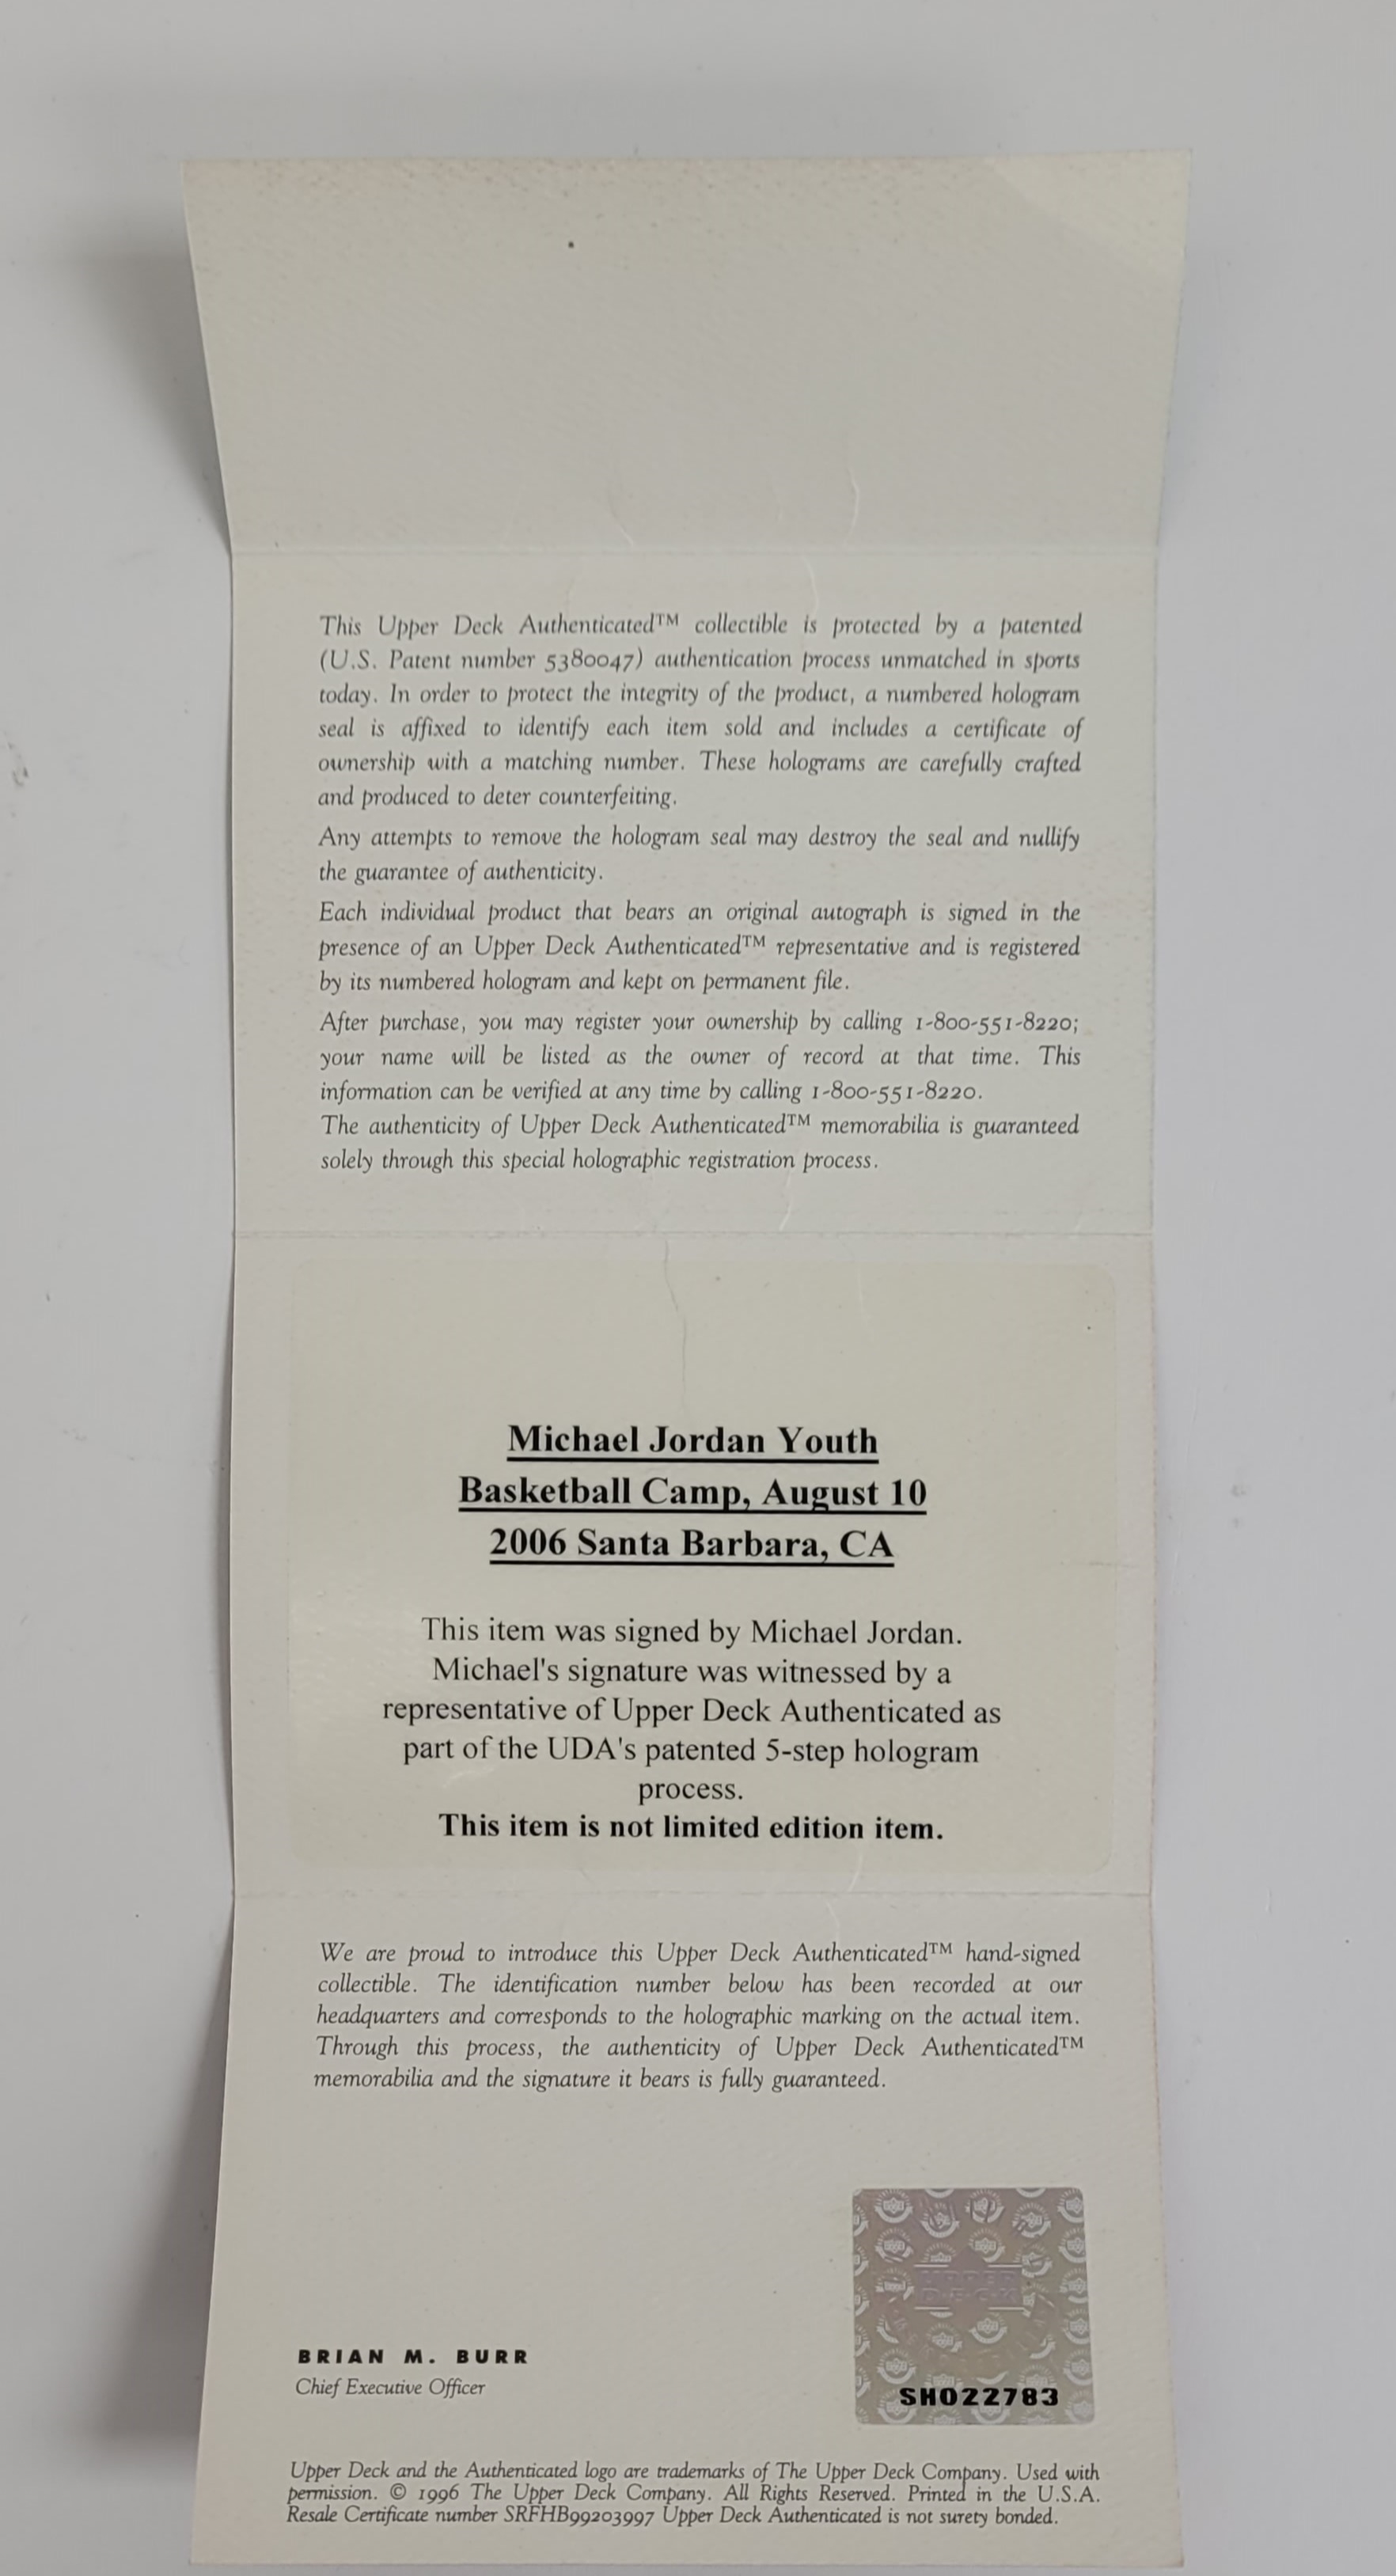 This Upper Deck Authenticated™ collectible is protected by a patented
(U.S. Patent number 5380047) authentication process unmatched in sports
today. In order to protect the integrity of the product, a numbered hologram
seal is affixed to identify each item sold and includes a certificate of
ownership with a matching number. These holograms are carefully crafted
and produced to deter counterfeiting.
Any attempts to remove the hologram seal may destroy the seal and nullify
the guarantee of authenticity.
Each individual product that bears an original autograph is signed in the
presence of an Upper Deck Authenticated™ representative and is registered
by its numbered hologram and kept on permanent file.
After purchase, you may register your ownership by calling 1-800-551-8220;
your name will be listed as the owner of record at that time. This
information can be verified at any time by calling 1-800-551-8220.
The authenticity of Upper Deck Authenticated™ memorabilia is guaranteed
solely through this special holographic registration process.
Michael Jordan Youth
Basketball Camp, August 10
2006 Santa Barbara, CA
This item was signed by Michael Jordan.
Michael's signature was witnessed by a
representative of Upper Deck Authenticated as
part of the UDA's patented 5-step hologram
process.
This item is not limited edition item.
We are proud to introduce this Upper Deck Authenticated™ hand-signed
collectible. The identification number below has been recorded at our
headquarters and corresponds to the holographic marking on the actual item.
Through this process, the authenticity of Upper Deck Authenticated™
memorabilia and the signature it bears is fully guaranteed.
UPPER
DECK
SH022783
BRIAN M. BURR
Chief Executive Officer
Upper Deck and the Authenticated logo are trademarks of The Upper Deck Company. Used with
permission. © 1996 The Upper Deck Company. All Rights Reserved. Printed in the U.S.A.
Resale Certificate number SRFHB99203997 Upper Deck Authenticated is not surety bonded.